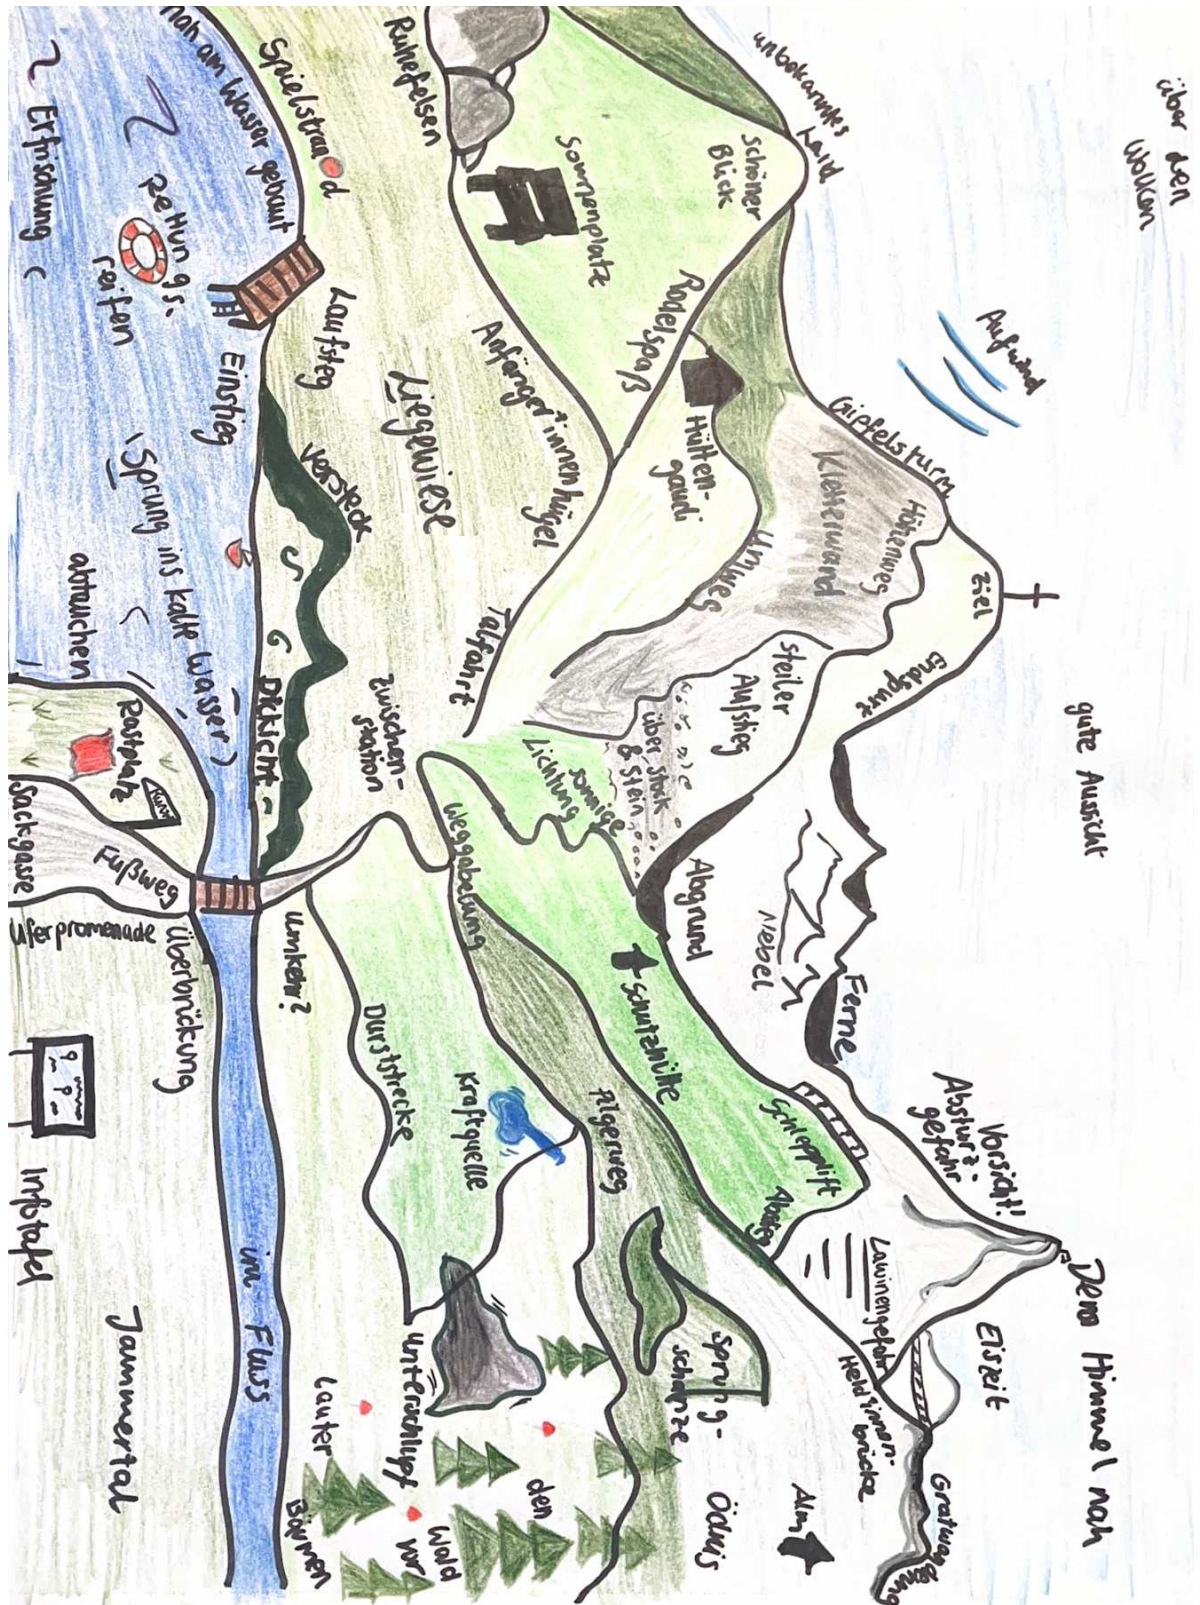 über den
Wolken
gute Aussicht
Dem Himmel nah
Aufwind
Ziel
Eiszeit
Vorsicht!
Absturz-
gefahr
unbekanntes Land
Gipfelsturm
Höhenweg
Endspurt
Ferne
Lawinengefahr
Held*innen-
brücke
Kletterwand
Niebel
Schlepplift
Alm
schöner
Blick
steiler
Aufstieg
Umweg
Hütten-
gaudi
Rodelspaß
über Stock
& Stein
Abgrund
Schutzhütte
Sprung-
schanze
Ödnis
Sonnenplatz
sonnige
Lichtung
Pilgerweg
Anfänger*innenhügel
Talfahrt
Weggabelung
Kraftquelle
den
Wald
vor
lauter
Bäumen
Ruhefelsen
Liegewiese
Zwischen-
station
Durststrecke
Unterschlupf
Spielstrand
Laufsteg
Versteck
Dickicht
Umkehr?
nah am Wasser gebaut
Einstieg
im Fluss
Rettungs-
reifen
(Sprung ins kalte Wasser)
Überbrückung
Erfrischung
abtauchen
Rastplatz
Fußweg
Jammertal
Sackgasse
Uferpromenade
Infotafel